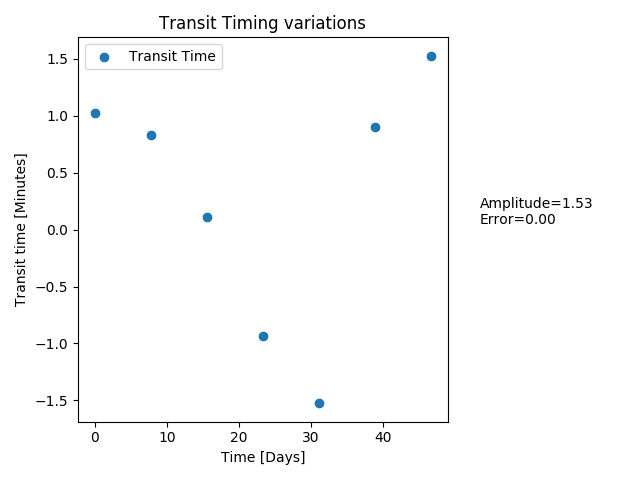 Transit Timing variations
Transit Time
Transit time [Minutes]
1.5
1.0
0.5
0.0
−0.5
−1.0
−1.5
0 10 20 30 40
Time [Days]
Amplitude=1.53
Error=0.00